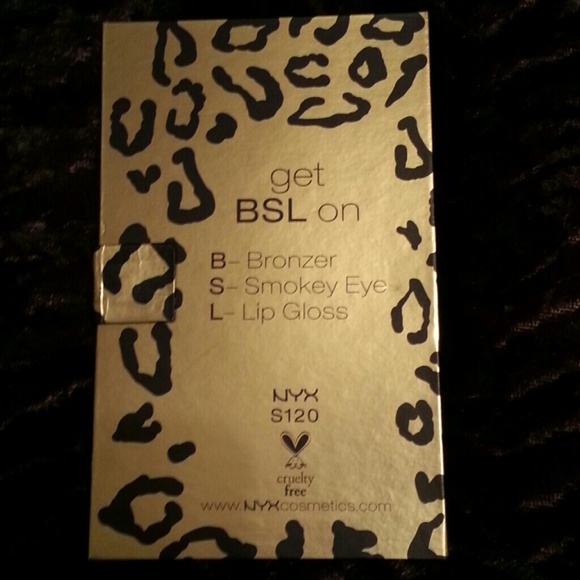 get
BSL on
B- Bronzer
S- Smokey Eye
L- Lip Gloss
NYX
S120
cruelty
free
www.NYXcosmetics.com